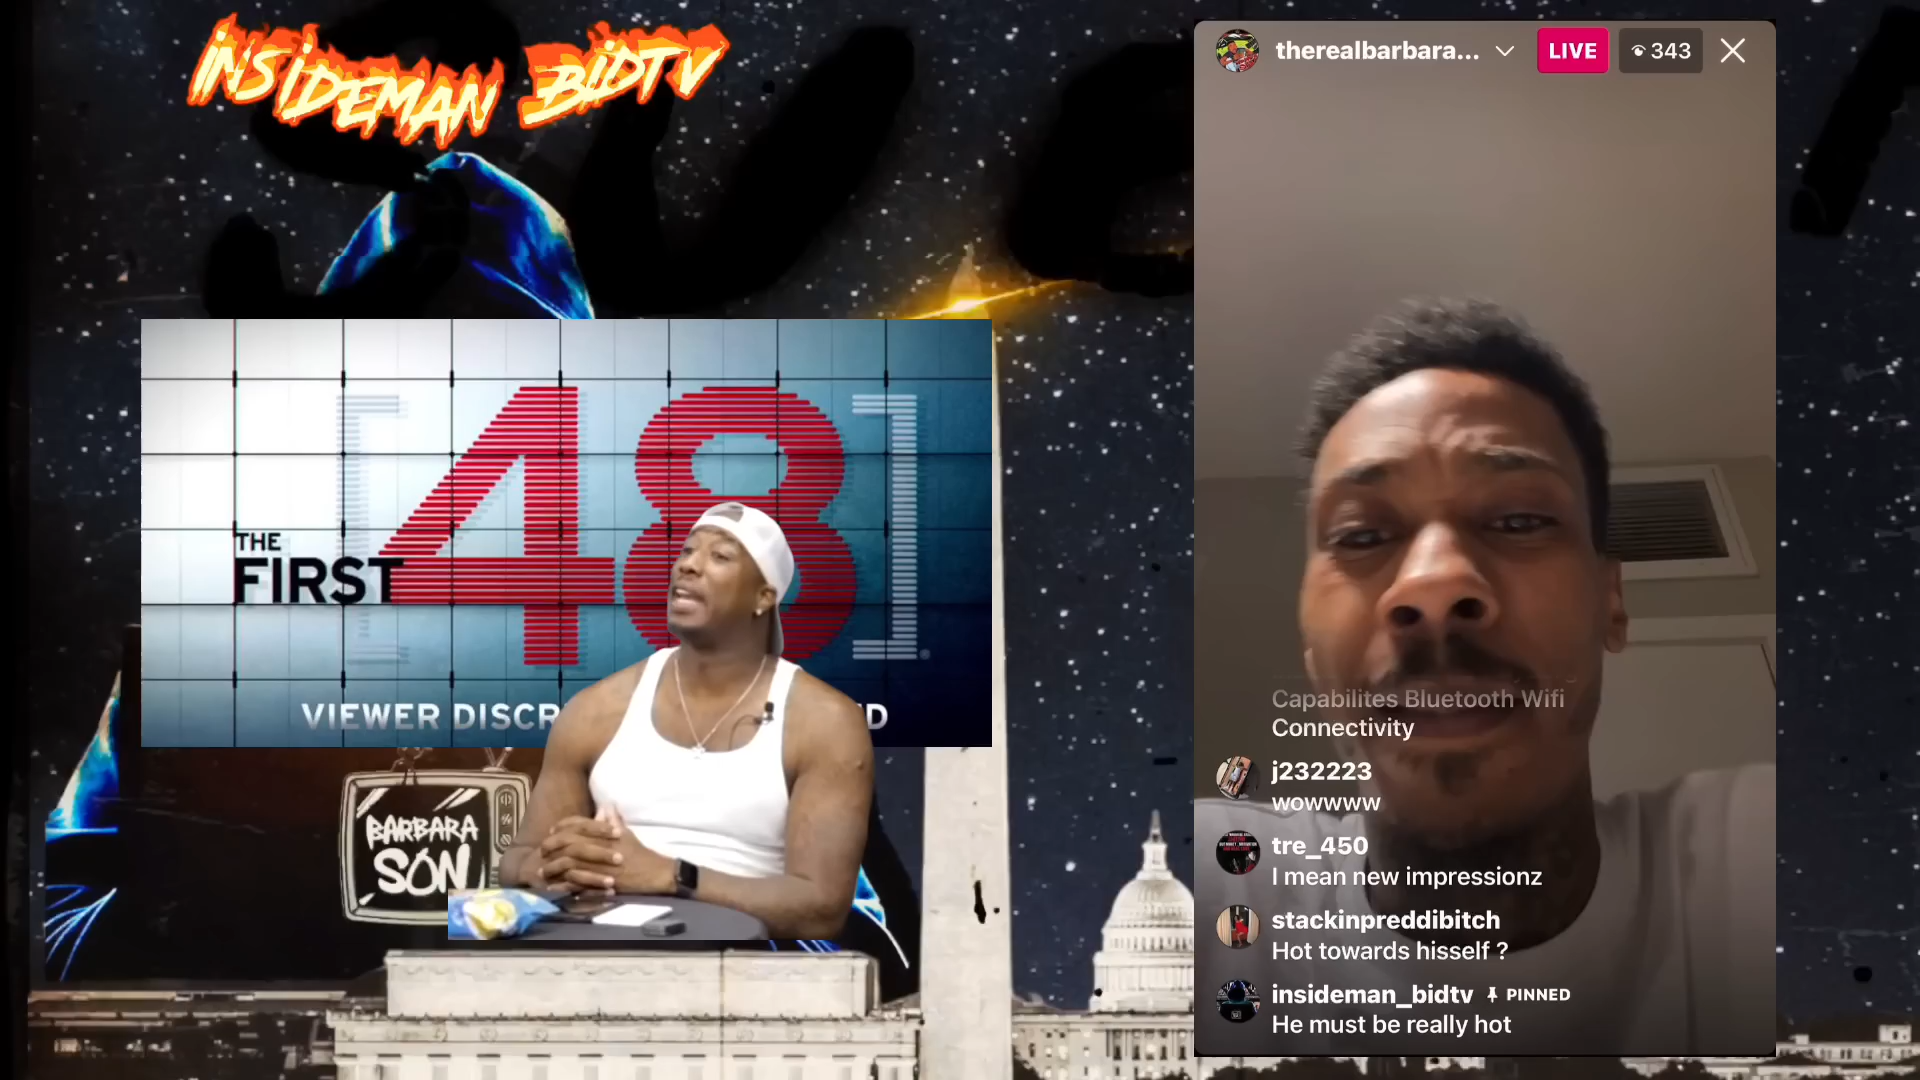 INSIDEMAN BIDTV
therealbarbara...
LIVE
343
THE
FIRST
[48]
VIEWER DISCR
D
BARBARA
SON
Capabilites Bluetooth Wifi
Connectivity
j232223
wowwww
tre_450
I mean new impressionz
stackinpreddibitch
Hot towards hisself ?
insideman_bidtv PINNED
He must be really hot